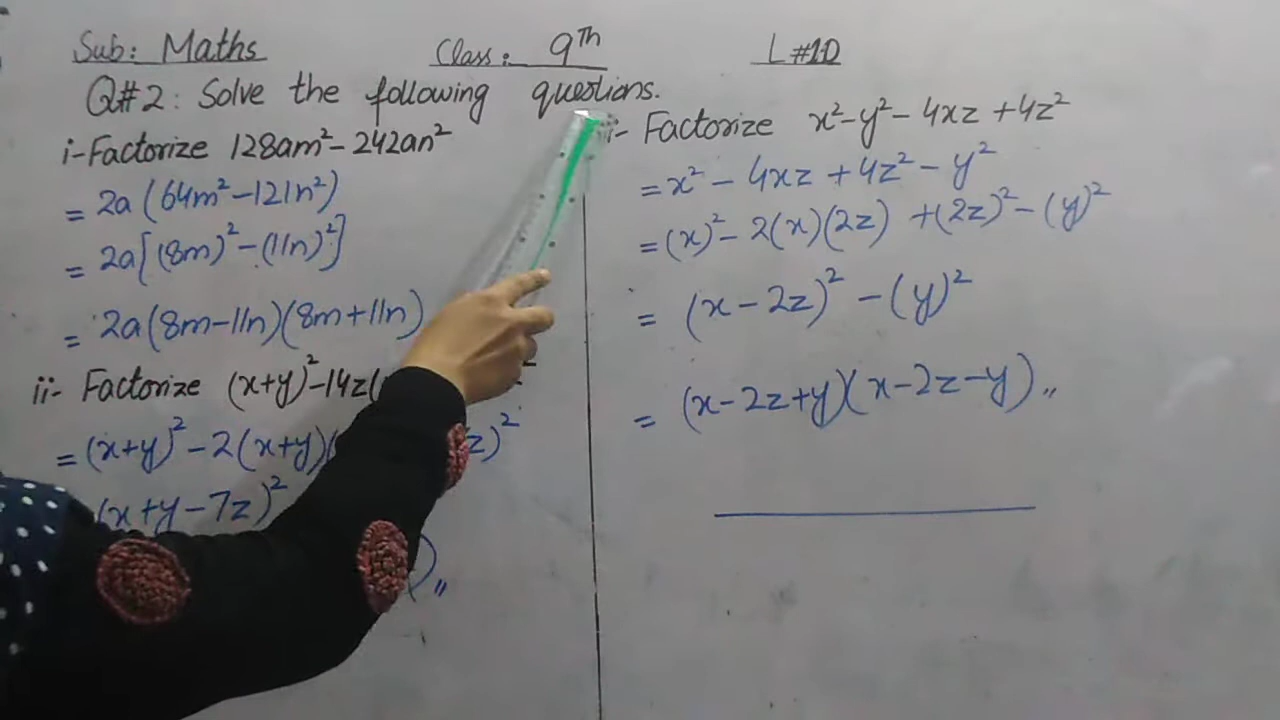 Sub: Maths Class: 9th L#10
Q#2: Solve the following questions.
i- Factorize 128am² - 242an²
= 2a(64m² - 121n²)
= 2a[(8m)² - (11n)²]
= 2a(8m-11n)(8m+11n)
ii- Factorize (x+y)² - 14z(
= (x+y)² - 2(x+y)( z)²
(x+y-7z)²
),,
i- Factorize x² - y² - 4xz + 4z²
= x² - 4xz + 4z² - y²
= (x)² - 2(x)(2z) + (2z)² - (y)²
= (x-2z)² - (y)²
= (x-2z+y)(x-2z-y),,